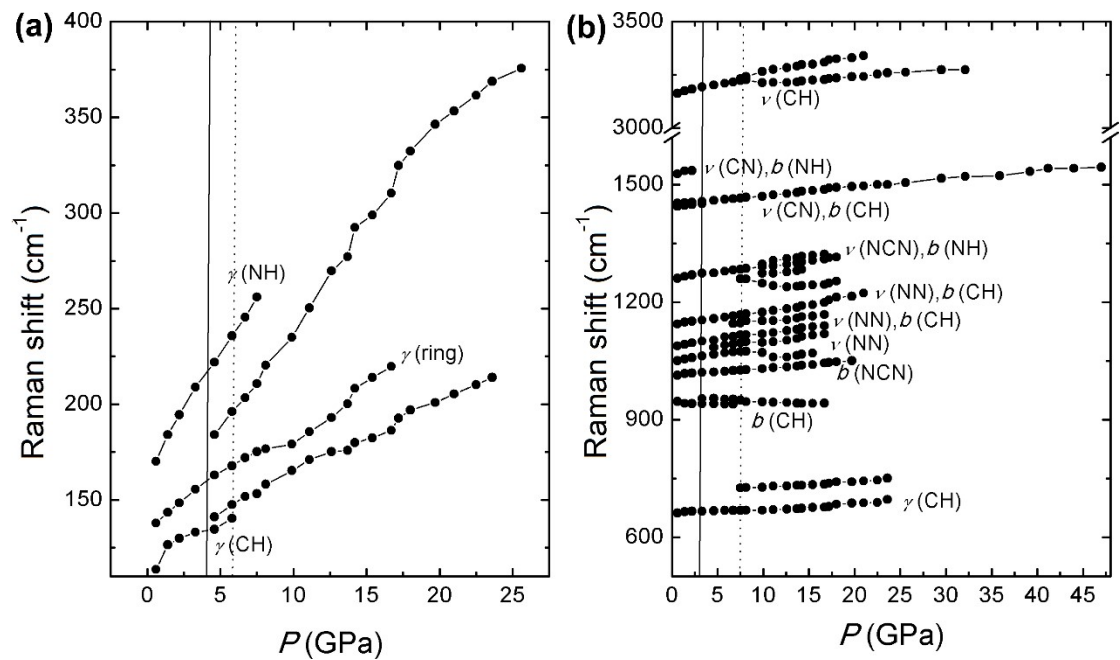 (a)
400
350
300
250
200
150
Raman shift (cm⁻¹)
γ (NH)
γ (ring)
γ (CH)
0 5 10 15 20 25
P (GPa)
(b)
3500
3000
1500
1200
900
600
Raman shift (cm⁻¹)
ν (CH)
ν (CN), b (NH)
ν (CN), b (CH)
ν (NCN), b (NH)
ν (NN), b (CH)
ν (NN), b (CH)
ν (NN)
b (NCN)
b (CH)
γ (CH)
0 5 10 15 20 25 30 35 40 45
P (GPa)